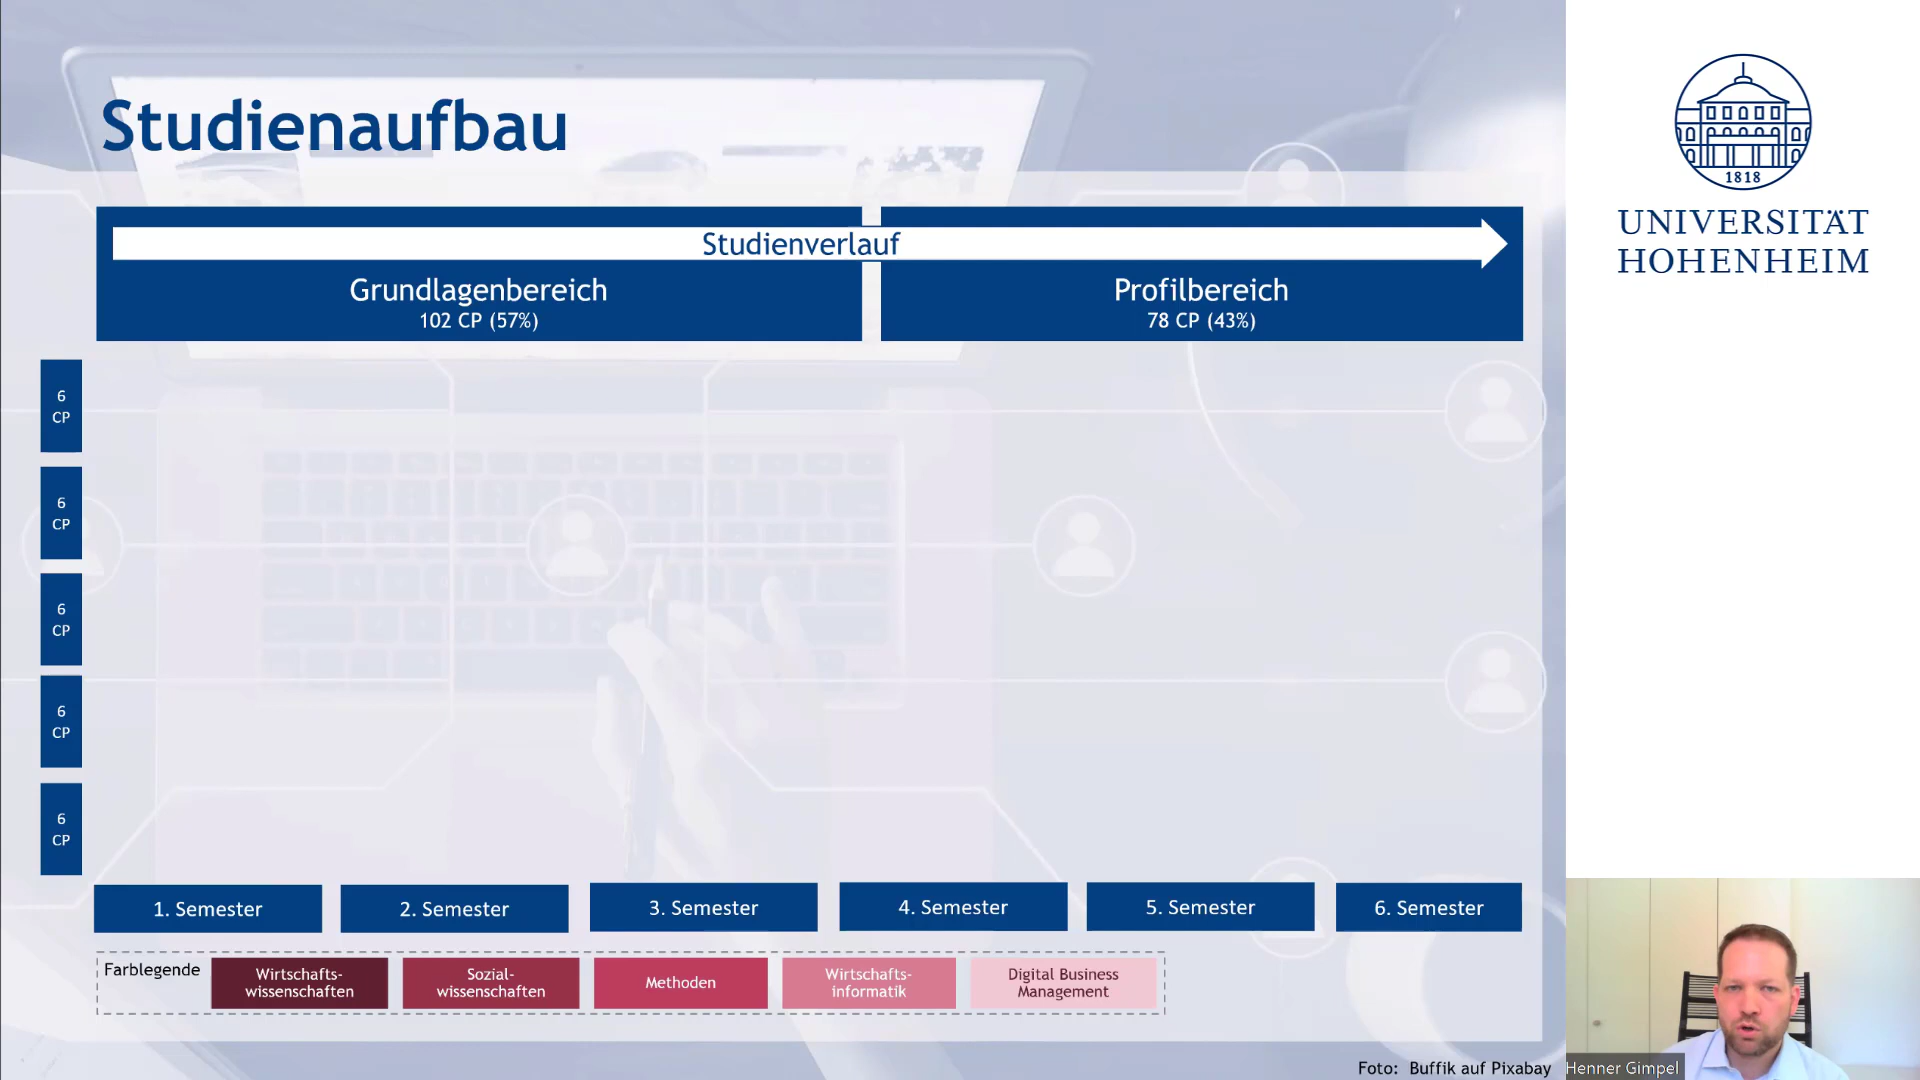 Studienaufbau
Studienverlauf
Grundlagenbereich
102 CP (57%)
Profilbereich
78 CP (43%)
6
CP
6
CP
6
CP
6
CP
6
CP
1. Semester
2. Semester
3. Semester
4. Semester
5. Semester
6. Semester
Farblegende
Wirtschafts-
wissenschaften
Sozial-
wissenschaften
Methoden
Wirtschafts-
informatik
Digital Business
Management
Foto: Buffik auf Pixabay
1818
UNIVERSITÄT
HOHENHEIM
Henner Gimpel